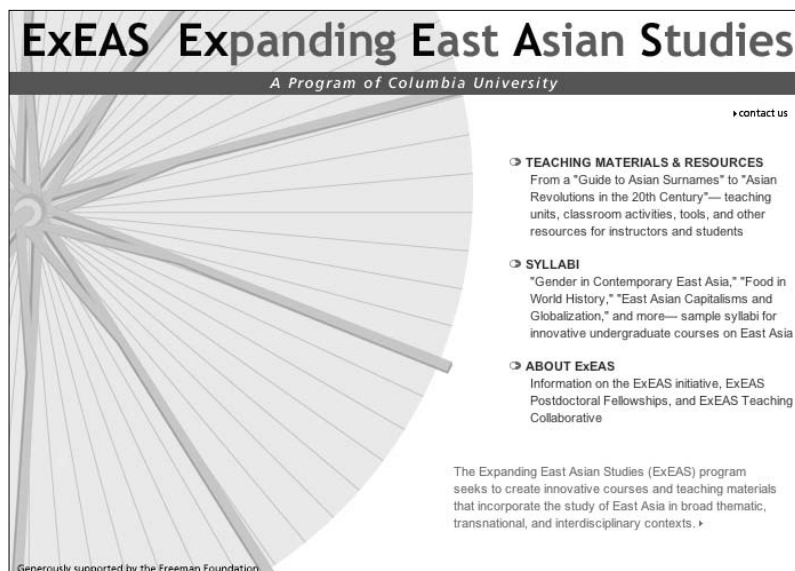 ExEAS Expanding East Asian Studies
A Program of Columbia University
contact us
TEACHING MATERIALS & RESOURCES
From a "Guide to Asian Surnames" to "Asian
Revolutions in the 20th Century"— teaching
units, classroom activities, tools, and other
resources for instructors and students
SYLLABI
"Gender in Contemporary East Asia," "Food in
World History," "East Asian Capitalisms and
Globalization," and more— sample syllabi for
innovative undergraduate courses on East Asia
ABOUT ExEAS
Information on the ExEAS initiative, ExEAS
Postdoctoral Fellowships, and ExEAS Teaching
Collaborative
The Expanding East Asian Studies (ExEAS) program
seeks to create innovative courses and teaching materials
that incorporate the study of East Asia in broad thematic,
transnational, and interdisciplinary contexts.
Generously supported by the Freeman Foundation